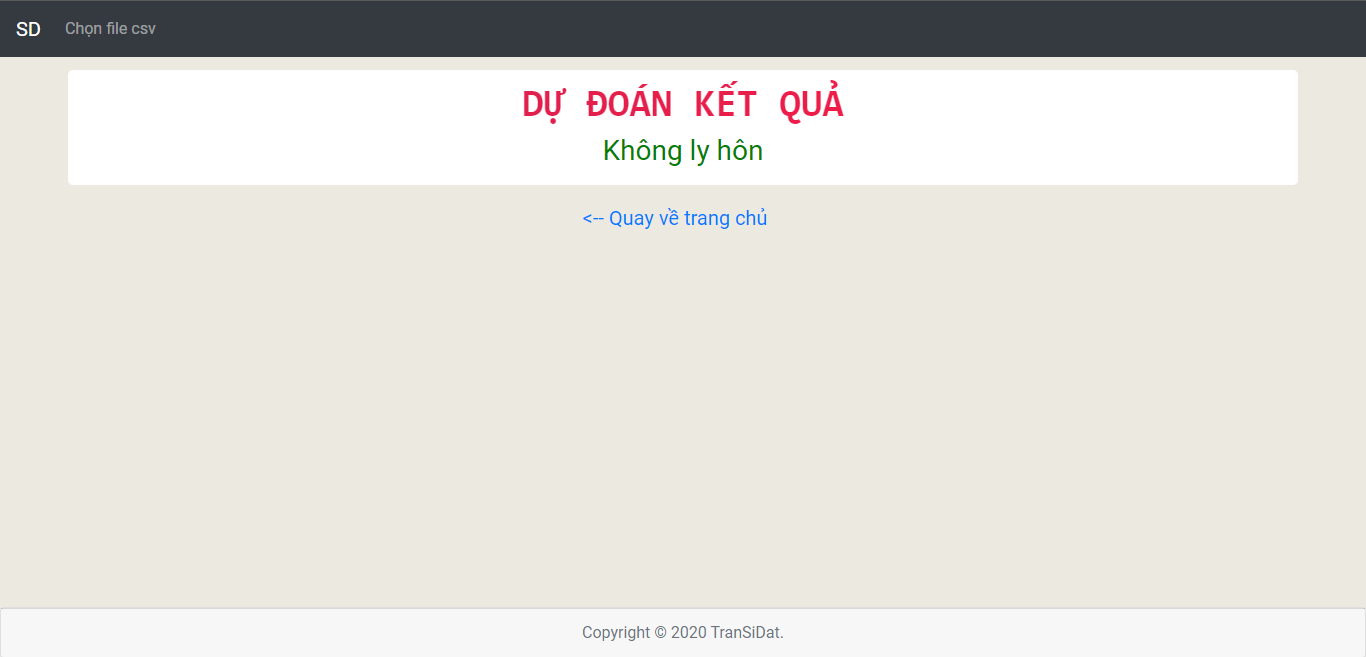 SD Chọn file csv
DỰ ĐOÁN KẾT QUẢ
Không ly hôn
<-- Quay về trang chủ
Copyright © 2020 TranSiDat.